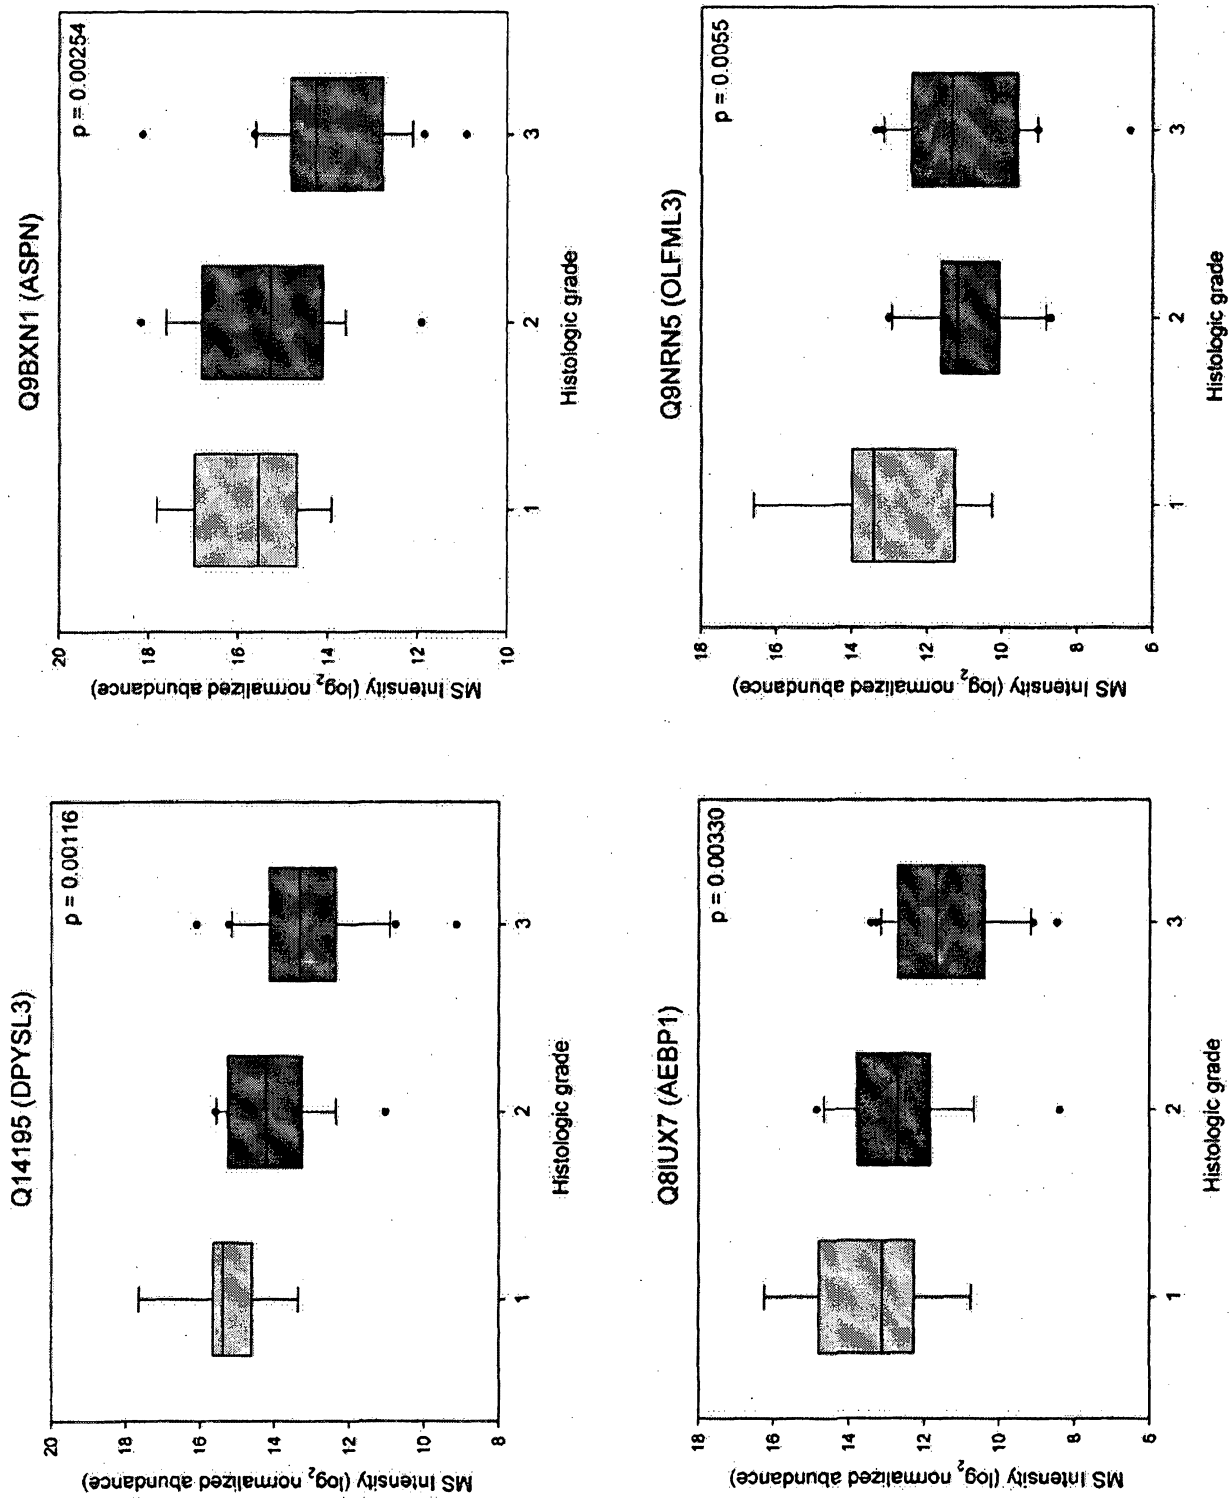 Q14195 (DPYSL3)
p = 0.00116
MS Intensity (log2 normalized abundance)
20
18
16
14
12
10
8
1
2
3
Histologic grade
Q9BXN1 (ASPN)
p = 0.00254
MS Intensity (log2 normalized abundance)
20
18
16
14
12
10
1
2
3
Histologic grade
Q8IUX7 (AEBP1)
p = 0.00330
MS Intensity (log2 normalized abundance)
18
16
14
12
10
8
6
1
2
3
Histologic grade
Q9NRN5 (OLFML3)
p = 0.0055
MS Intensity (log2 normalized abundance)
18
16
14
12
10
8
6
1
2
3
Histologic grade